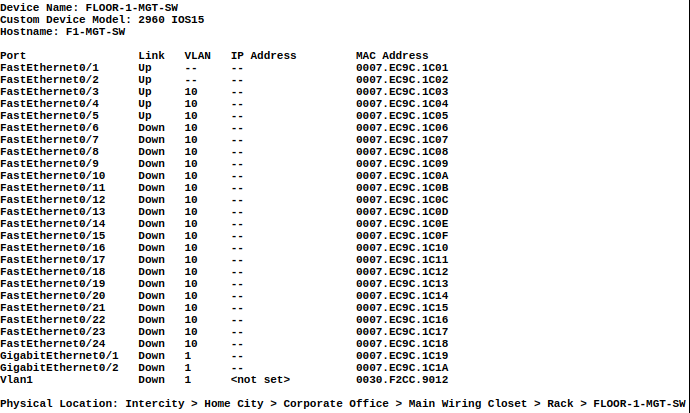 Device Name: FLOOR-1-MGT-SW
Custom Device Model: 2960 IOS15
Hostname: F1-MGT-SW

Port Link VLAN IP Address MAC Address
FastEthernet0/1 Up -- -- 0007.EC9C.1C01
FastEthernet0/2 Up -- -- 0007.EC9C.1C02
FastEthernet0/3 Up 10 -- 0007.EC9C.1C03
FastEthernet0/4 Up 10 -- 0007.EC9C.1C04
FastEthernet0/5 Up 10 -- 0007.EC9C.1C05
FastEthernet0/6 Down 10 -- 0007.EC9C.1C06
FastEthernet0/7 Down 10 -- 0007.EC9C.1C07
FastEthernet0/8 Down 10 -- 0007.EC9C.1C08
FastEthernet0/9 Down 10 -- 0007.EC9C.1C09
FastEthernet0/10 Down 10 -- 0007.EC9C.1C0A
FastEthernet0/11 Down 10 -- 0007.EC9C.1C0B
FastEthernet0/12 Down 10 -- 0007.EC9C.1C0C
FastEthernet0/13 Down 10 -- 0007.EC9C.1C0D
FastEthernet0/14 Down 10 -- 0007.EC9C.1C0E
FastEthernet0/15 Down 10 -- 0007.EC9C.1C0F
FastEthernet0/16 Down 10 -- 0007.EC9C.1C10
FastEthernet0/17 Down 10 -- 0007.EC9C.1C11
FastEthernet0/18 Down 10 -- 0007.EC9C.1C12
FastEthernet0/19 Down 10 -- 0007.EC9C.1C13
FastEthernet0/20 Down 10 -- 0007.EC9C.1C14
FastEthernet0/21 Down 10 -- 0007.EC9C.1C15
FastEthernet0/22 Down 10 -- 0007.EC9C.1C16
FastEthernet0/23 Down 10 -- 0007.EC9C.1C17
FastEthernet0/24 Down 10 -- 0007.EC9C.1C18
GigabitEthernet0/1 Down 1 -- 0007.EC9C.1C19
GigabitEthernet0/2 Down 1 -- 0007.EC9C.1C1A
Vlan1 Down 1 <not set> 0030.F2CC.9012

Physical Location: Intercity > Home City > Corporate Office > Main Wiring Closet > Rack > FLOOR-1-MGT-SW